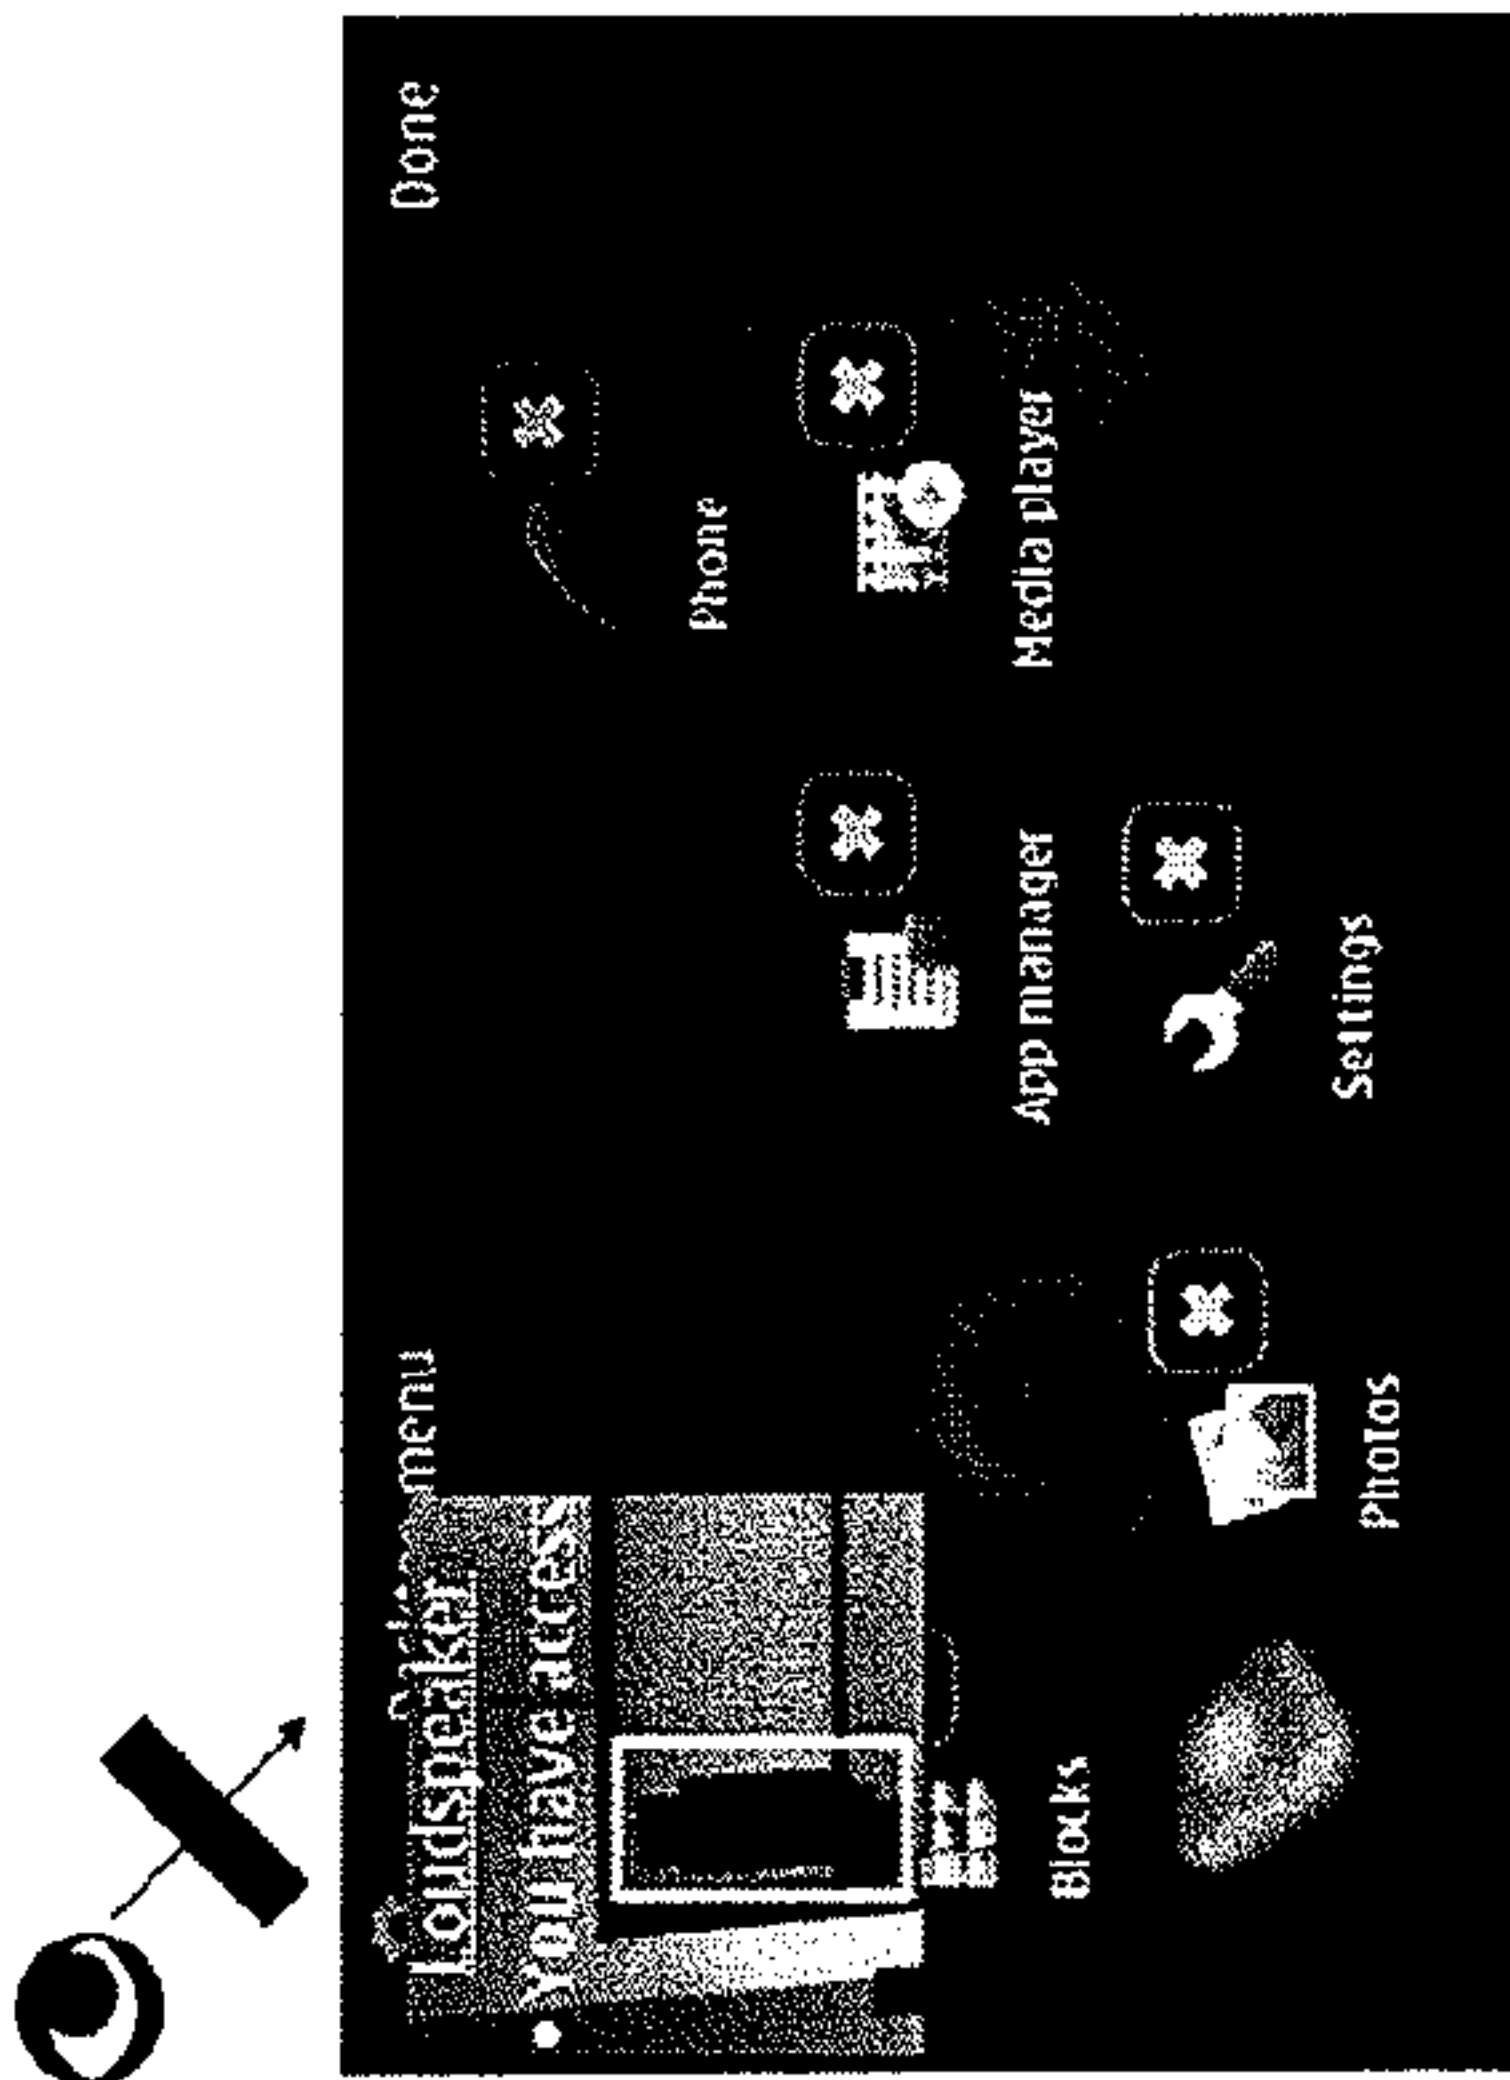 menu
Done
Loudspeaker
you have access
Phone
App manager
Media player
Blocks
Photos
Settings